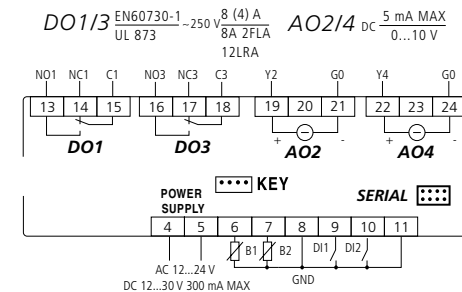 DO1/3 EN60730-1 UL 873 ~250 V 8 (4) A 8A 2FLA 12LRA AO2/4 DC 5 mA MAX 0...10 V
NO1 NC1 C1 NO3 NC3 C3 Y2 G0 Y4 G0
13 14 15 16 17 18 19 20 21 22 23 24
DO1 DO3 + AO2 - + AO4 -
KEY
POWER SUPPLY
SERIAL
4 5 6 7 8 9 10 11
B1 B2 DI1 DI2
AC 12...24 V
DC 12...30 V 300 mA MAX
GND